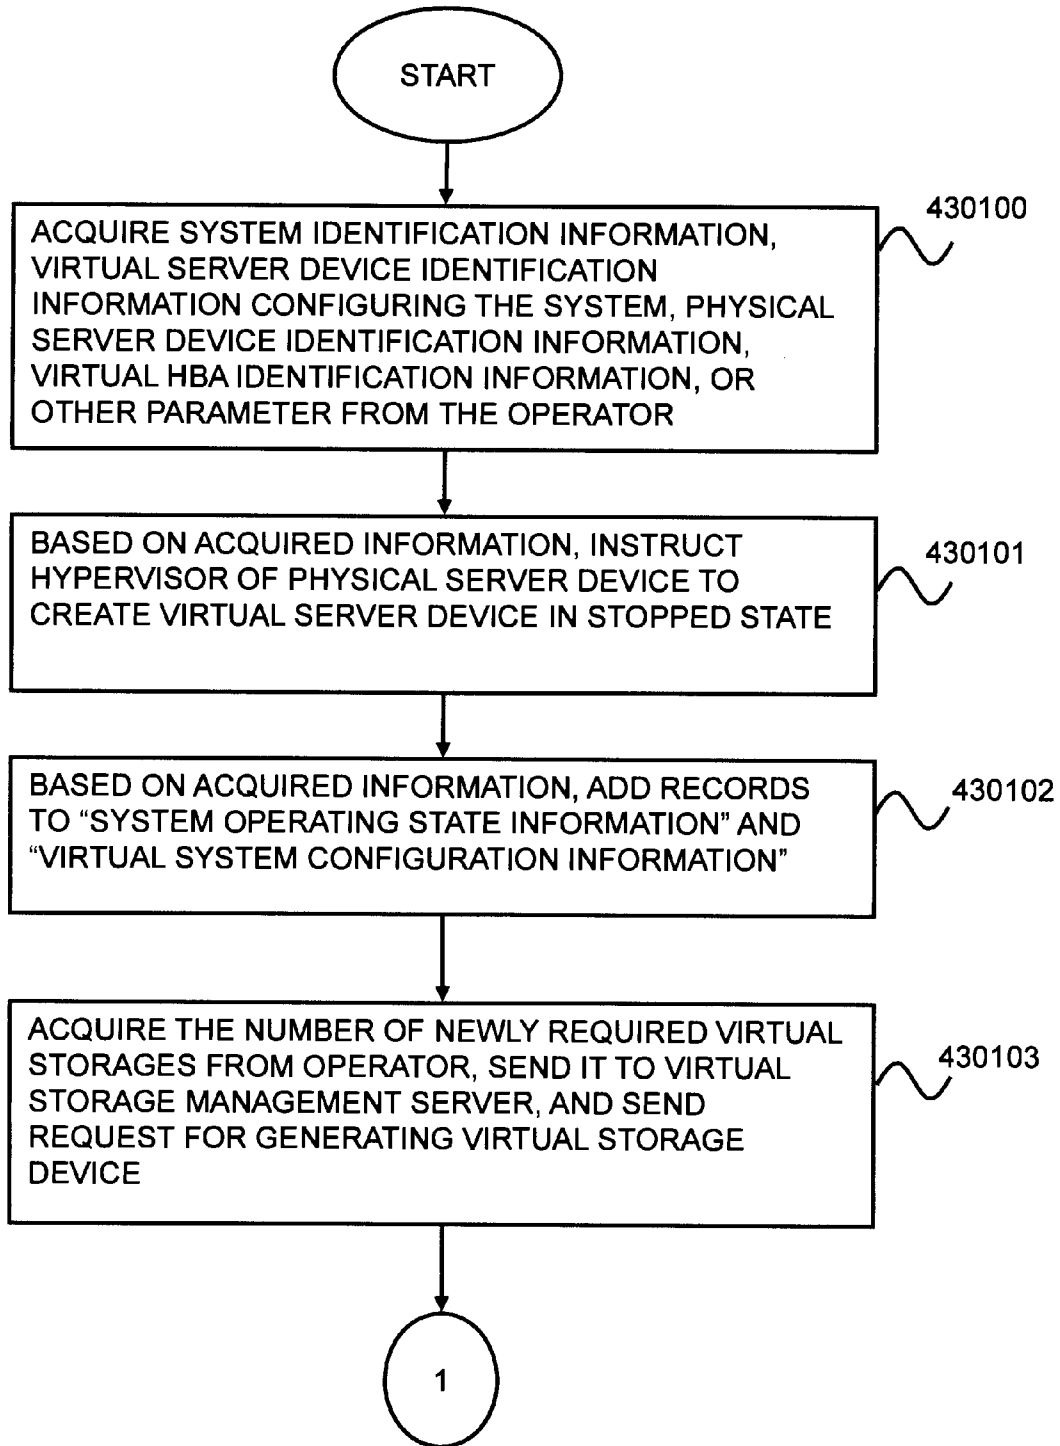 START
430100
ACQUIRE SYSTEM IDENTIFICATION INFORMATION,
VIRTUAL SERVER DEVICE IDENTIFICATION
INFORMATION CONFIGURING THE SYSTEM, PHYSICAL
SERVER DEVICE IDENTIFICATION INFORMATION,
VIRTUAL HBA IDENTIFICATION INFORMATION, OR
OTHER PARAMETER FROM THE OPERATOR
430101
BASED ON ACQUIRED INFORMATION, INSTRUCT
HYPERVISOR OF PHYSICAL SERVER DEVICE TO
CREATE VIRTUAL SERVER DEVICE IN STOPPED STATE
430102
BASED ON ACQUIRED INFORMATION, ADD RECORDS
TO “SYSTEM OPERATING STATE INFORMATION” AND
“VIRTUAL SYSTEM CONFIGURATION INFORMATION”
430103
ACQUIRE THE NUMBER OF NEWLY REQUIRED VIRTUAL
STORAGES FROM OPERATOR, SEND IT TO VIRTUAL
STORAGE MANAGEMENT SERVER, AND SEND
REQUEST FOR GENERATING VIRTUAL STORAGE
DEVICE
1